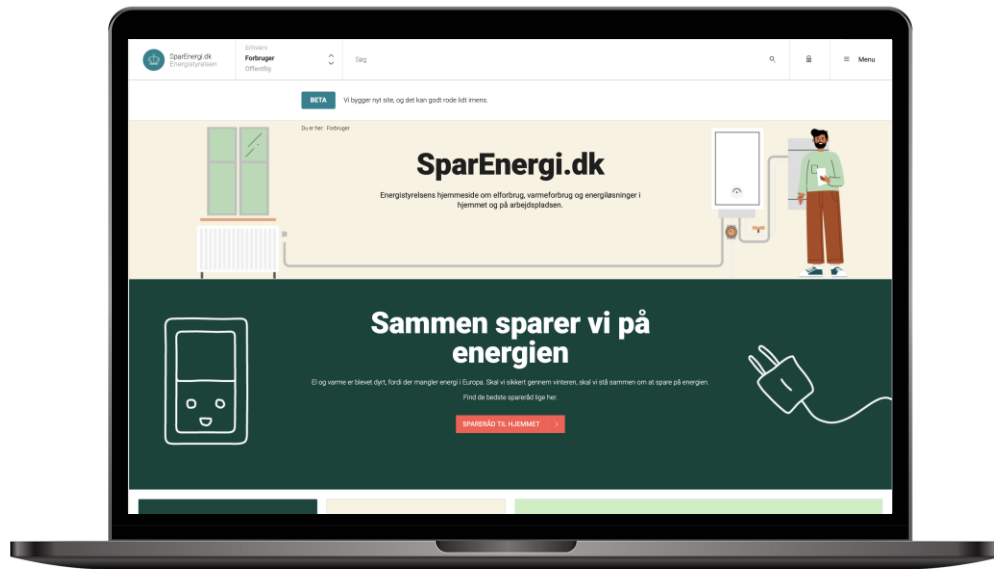 SparEnergi.dk
Energistyrelsen
Erhverv
Forbruger
Offentlig
Søg
Menu
BETA
Vi bygger nyt site, og det kan godt rode lidt imens.
Du er her: Forbruger
SparEnergi.dk
Energistyrelsens hjemmeside om elforbrug, varmeforbrug og energiløsninger i
hjemmet og på arbejdspladsen.
Sammen sparer vi på
energien
El og varme er blevet dyrt, fordi der mangler energi i Europa. Skal vi sikkert gennem vinteren, skal vi stå sammen om at spare på energien.
Find de bedste spareråd lige her.
SPARERÅD TIL HJEMMET